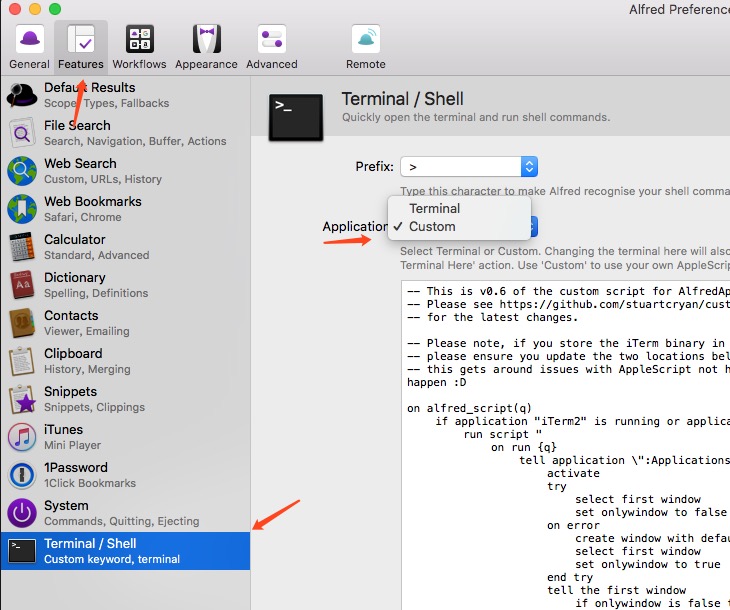 Alfred Preference
General
Features
Workflows
Appearance
Advanced
Remote
Default Results
Scope, Types, Fallbacks
File Search
Search, Navigation, Buffer, Actions
Web Search
Custom, URLs, History
Web Bookmarks
Safari, Chrome
Calculator
Standard, Advanced
Dictionary
Spelling, Definitions
Contacts
Viewer, Emailing
Clipboard
History, Merging
Snippets
Snippets, Clippings
iTunes
Mini Player
1Password
1Click Bookmarks
System
Commands, Quitting, Ejecting
Terminal / Shell
Custom keyword, terminal
Terminal / Shell
Quickly open the terminal and run shell commands.
Prefix: >
Type this character to make Alfred recognise your shell comma
Application
Terminal
✓ Custom
Select Terminal or Custom. Changing the terminal here will also
Terminal Here' action. Use 'Custom' to use your own AppleScrip
-- This is v0.6 of the custom script for AlfredAp
-- Please see https://github.com/stuartcryan/cust
-- for the latest changes.
-- Please note, if you store the iTerm binary in
-- please ensure you update the two locations bel
-- this gets around issues with AppleScript not h
happen :D
on alfred_script(q)
if application "iTerm2" is running or applica
run script "
on run {q}
tell application \":Applications
activate
try
select first window
set onlywindow to false
on error
create window with defau
select first window
set onlywindow to true
end try
tell the first window
if onlywindow is false t